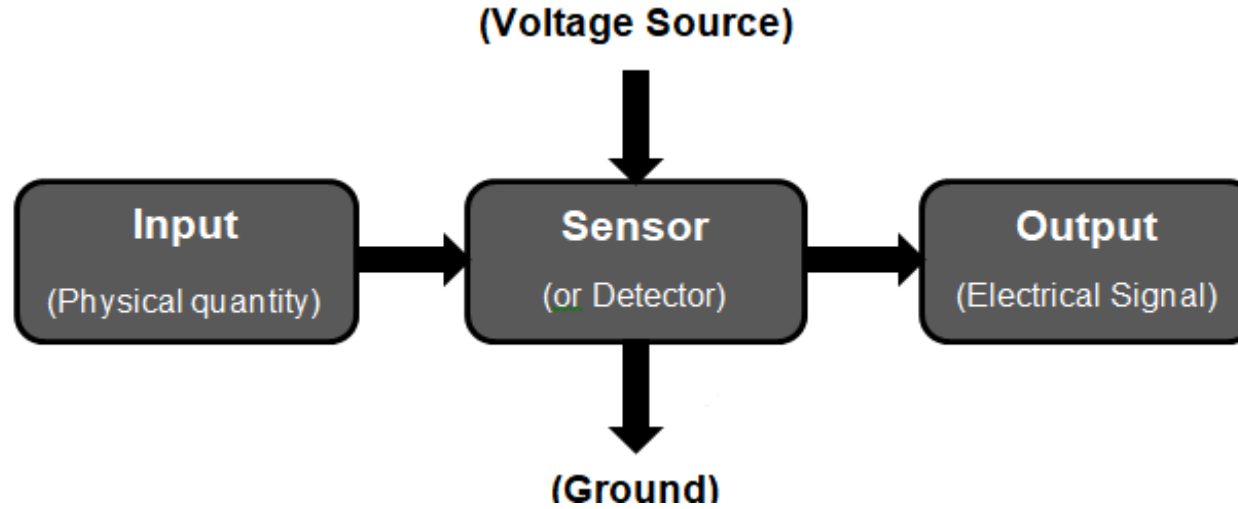 (Voltage Source)
Input
(Physical quantity)
Sensor
(or Detector)
Output
(Electrical Signal)
(Ground)